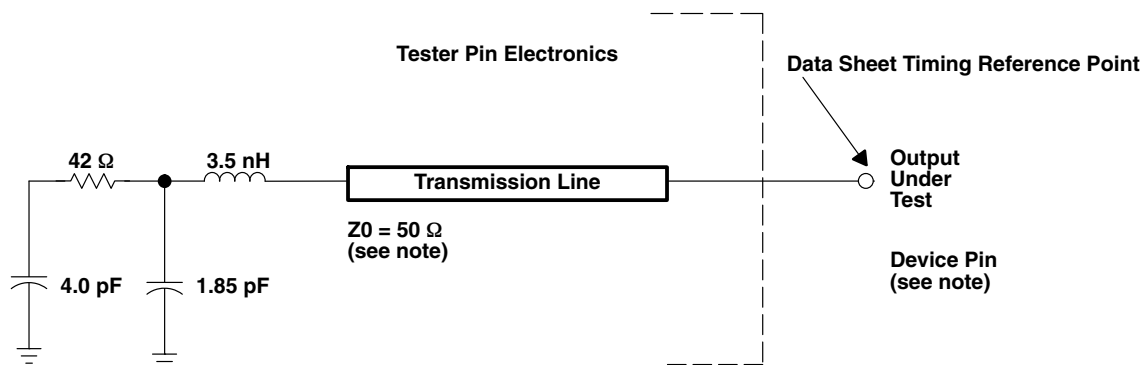 Tester Pin Electronics
Data Sheet Timing Reference Point
42 Ω
3.5 nH
Transmission Line
Output
Under
Test
Z0 = 50 Ω
(see note)
Device Pin
(see note)
4.0 pF
1.85 pF